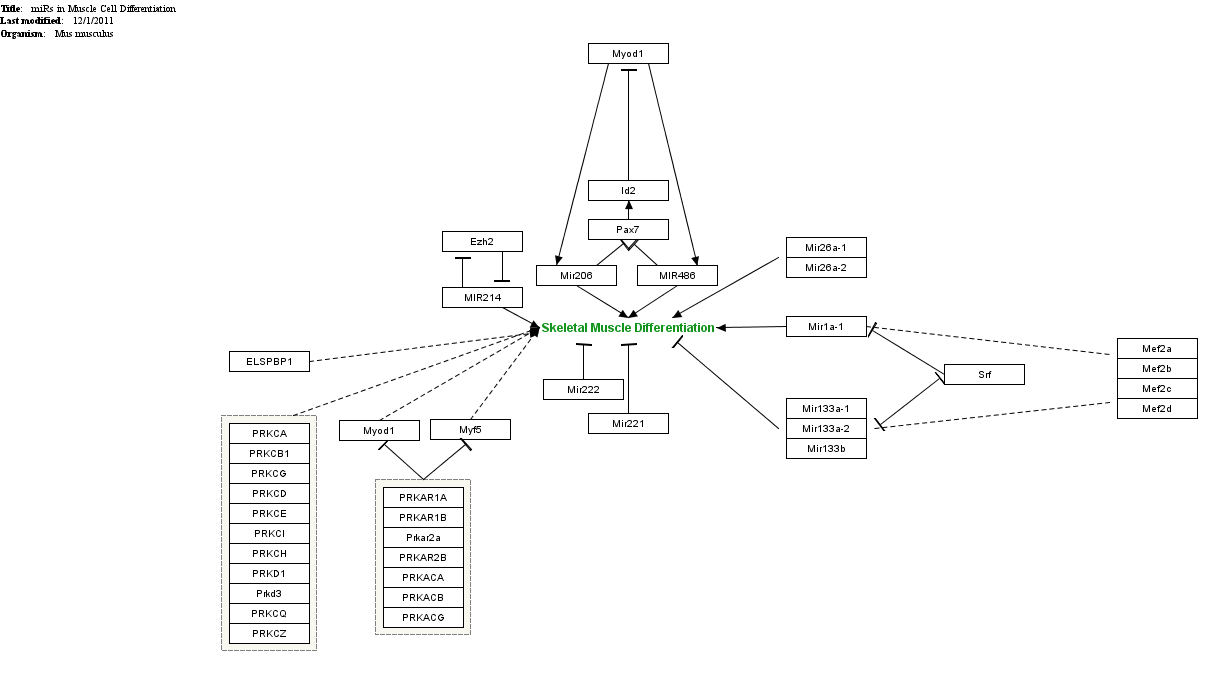 Title: miRs in Muscle Cell Differentiation
Last modified: 12/1/2011
Organism: Mus musculus
Myod1
Id2
Pax7
Ezh2
Mir206
MIR486
MIR214
Mir26a-1
Mir26a-2
Skeletal Muscle Differentiation
Mir1a-1
ELSPBP1
Mir222
Mir221
Srf
Mef2a
Mef2b
Mef2c
Mef2d
Mir133a-1
Mir133a-2
Mir133b
Myod1
Myf5
PRKCA
PRKCB1
PRKCG
PRKCD
PRKCE
PRKCI
PRKCH
PRKD1
Prkd3
PRKCQ
PRKCZ
PRKAR1A
PRKAR1B
Prkar2a
PRKAR2B
PRKACA
PRKACB
PRKACG